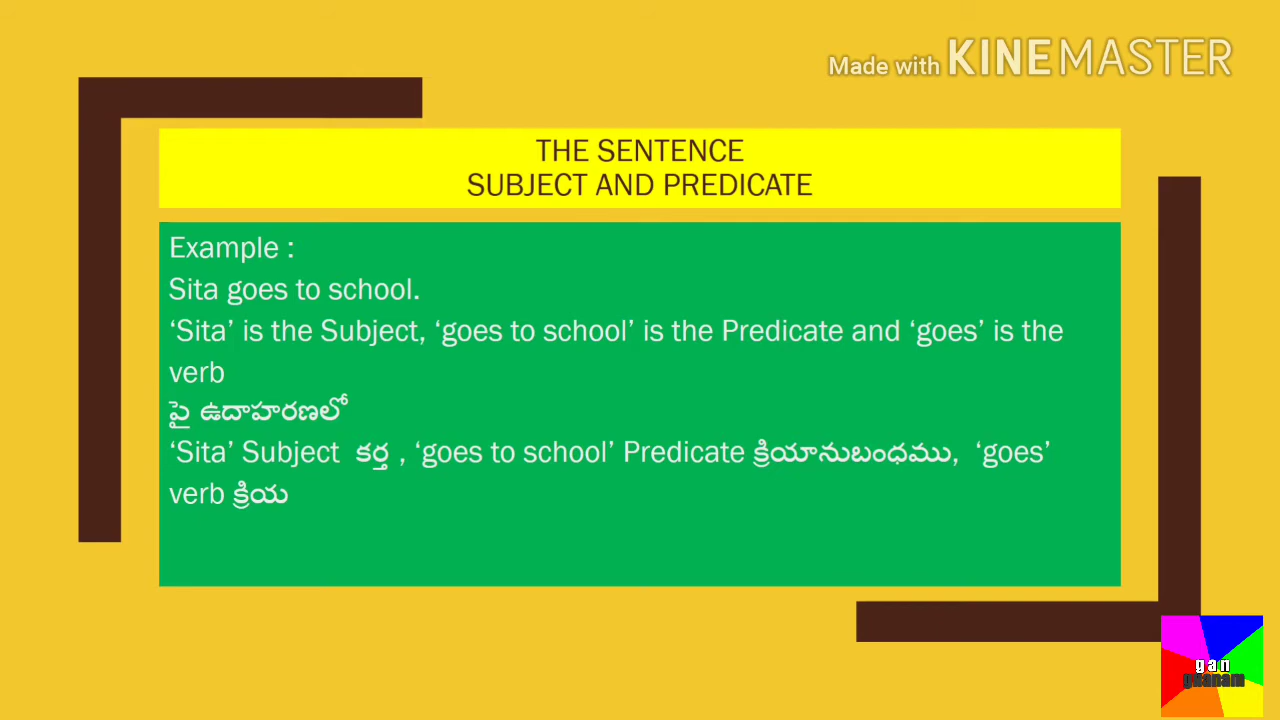 Made with KINEMASTER
THE SENTENCE
SUBJECT AND PREDICATE
Example :
Sita goes to school.
‘Sita’ is the Subject, ‘goes to school’ is the Predicate and ‘goes’ is the
verb
పై ఉదాహరణలో
‘Sita’ Subject కర్త , ‘goes to school’ Predicate క్రియానుబంధము, ‘goes’
verb క్రియ
gan
gnanam